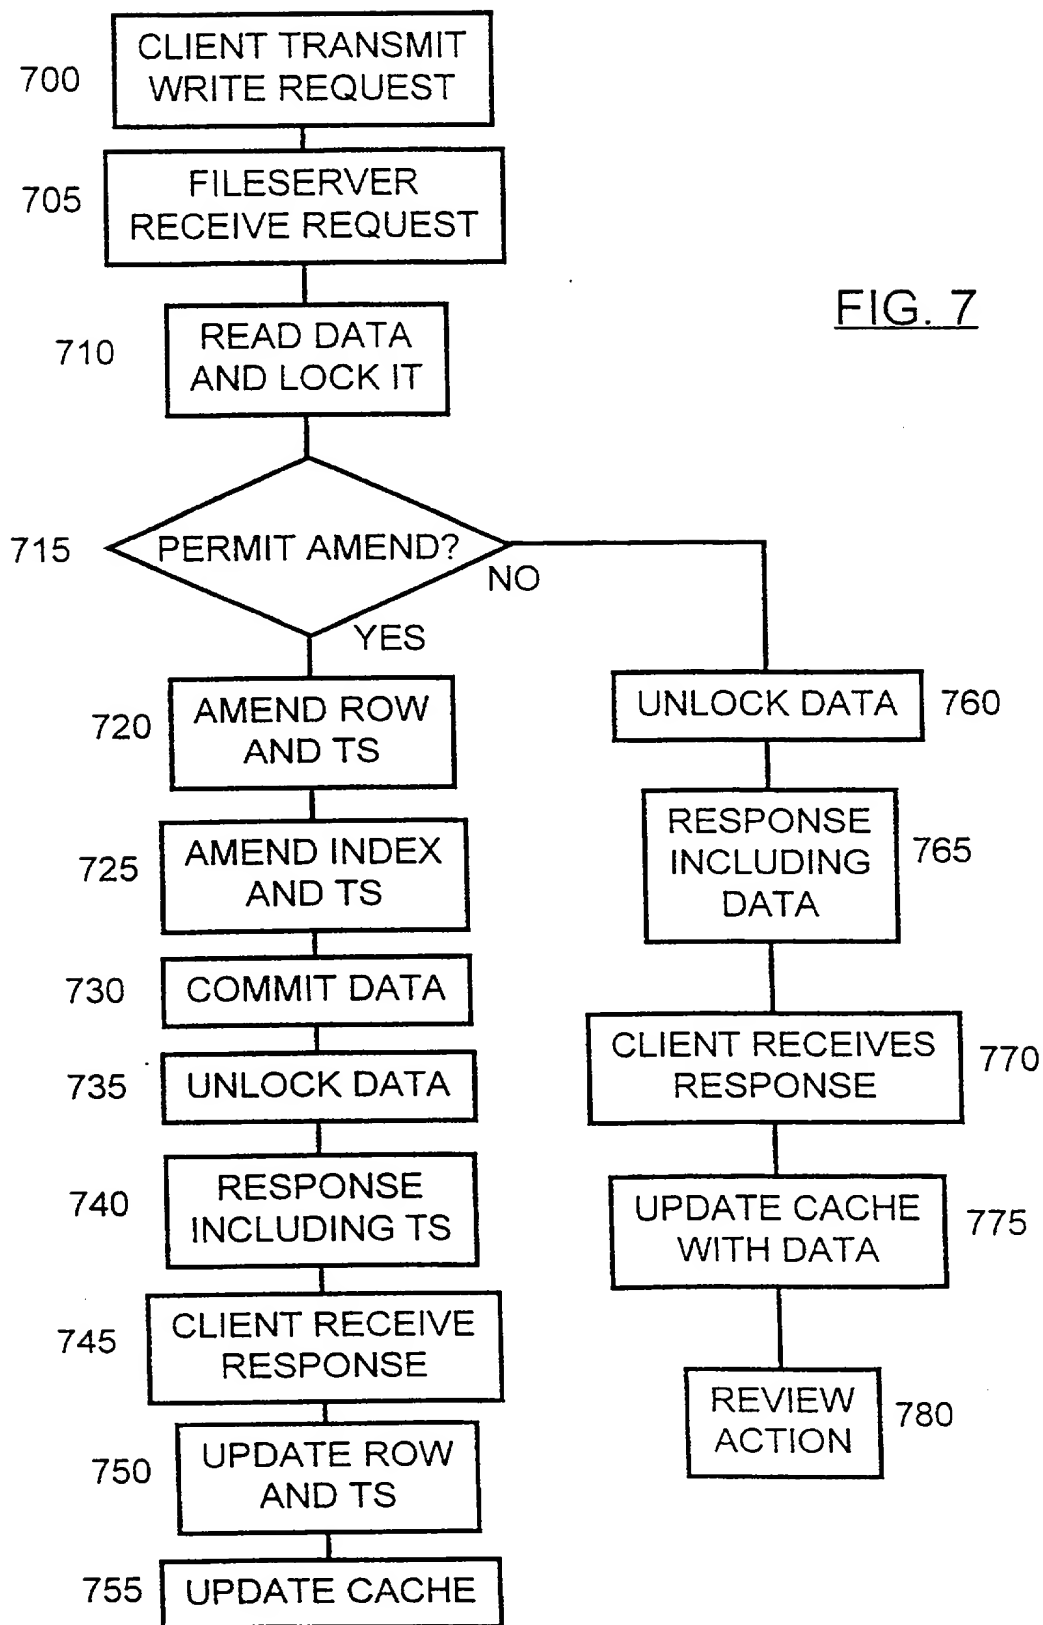 CLIENT TRANSMIT
WRITE REQUEST
700
FILESERVER
RECEIVE REQUEST
705
FIG. 7
READ DATA
AND LOCK IT
710
715
PERMIT AMEND?
NO
YES
AMEND ROW
AND TS
720
AMEND INDEX
AND TS
725
COMMIT DATA
730
UNLOCK DATA
735
RESPONSE
INCLUDING TS
740
CLIENT RECEIVE
RESPONSE
745
UPDATE ROW
AND TS
750
UPDATE CACHE
755
UNLOCK DATA
760
RESPONSE
INCLUDING
DATA
765
CLIENT RECEIVES
RESPONSE
770
UPDATE CACHE
WITH DATA
775
REVIEW
ACTION
780